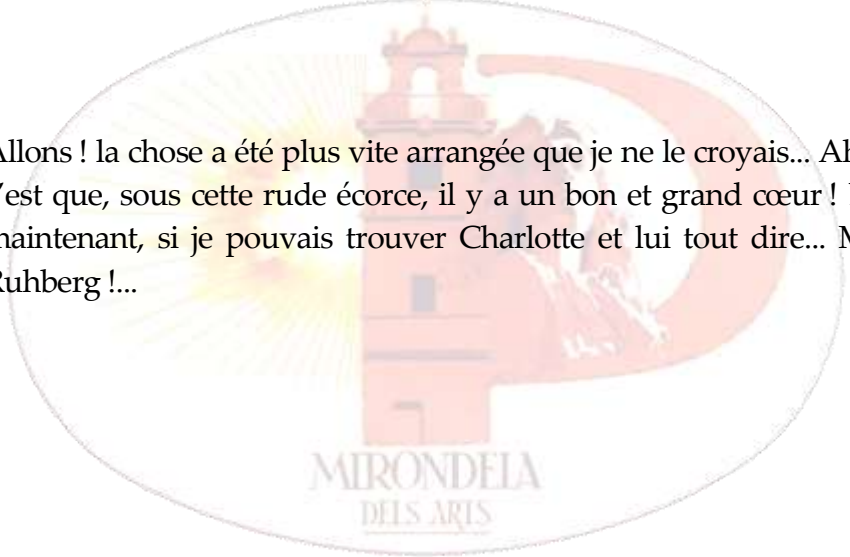 Allons ! la chose a été plus vite arrangée que je ne le croyais... Ah
c'est que, sous cette rude écorce, il y a un bon et grand cœur !
maintenant, si je pouvais trouver Charlotte et lui tout dire...
Ruhberg !...
MIRONDELA
DELS ARTS